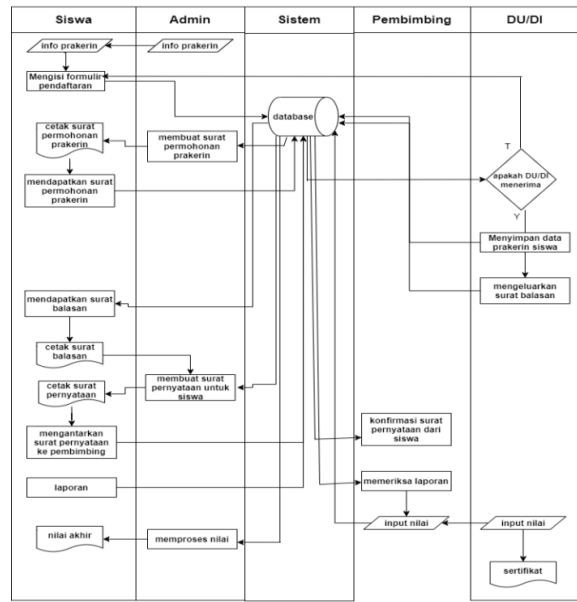 Siswa
Admin
Sistem
Pembimbing
DU/DI
info prakerin
info prakerin
Mengisi formulir
pendaftaran
database
cetak surat
permohonan
prakerin
membuat surat
permohonan
prakerin
T
apakah DU/DI
menerima
mendapatkan surat
permohonan
prakerin
Y
Menyimpan data
prakerin siswa
mengeluarkan
surat balasan
mendapatkan surat
balasan
cetak surat
balasan
cetak surat
pernyataan
membuat surat
pernyataan untuk
siswa
mengantarkan
surat pernyataan
ke pembimbing
konfirmasi surat
pernyataan dari
siswa
laporan
memeriksa laporan
input nilai
input nilai
nilai akhir
memproses nilai
sertifikat